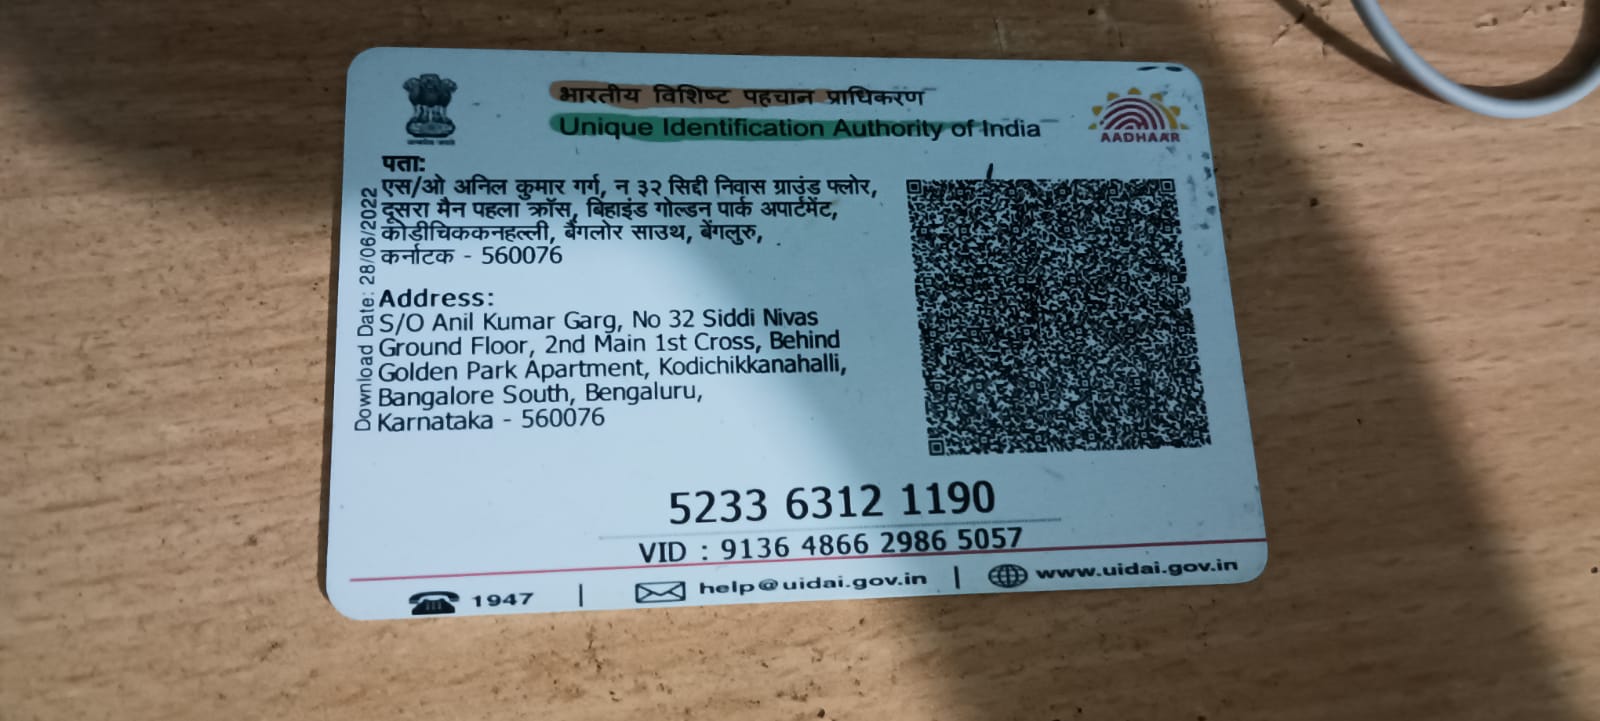 भारतीय विशिष्ट पहचान प्राधिकरण
Unique Identification Authority of India
AADHAAR
पता:
एस/ओ अनिल कुमार गर्ग, न ३२ सिद्दी निवास ग्राउंड फ्लोर,
दूसरा मैन पहला क्रॉस, बिहाइंड गोल्डन पार्क अपार्टमेंट,
कोडीचिककनहल्ली, बैंगलोर साउथ, बेंगलुरु,
कर्नाटक - 560076
Download Date: 28/06/2022
Address:
S/O Anil Kumar Garg, No 32 Siddi Nivas
Ground Floor, 2nd Main 1st Cross, Behind
Golden Park Apartment, Kodichikkanahalli,
Bangalore South, Bengaluru,
Karnataka - 560076
5233 6312 1190
VID : 9136 4866 2986 5057
1947 | help@uidai.gov.in | www.uidai.gov.in